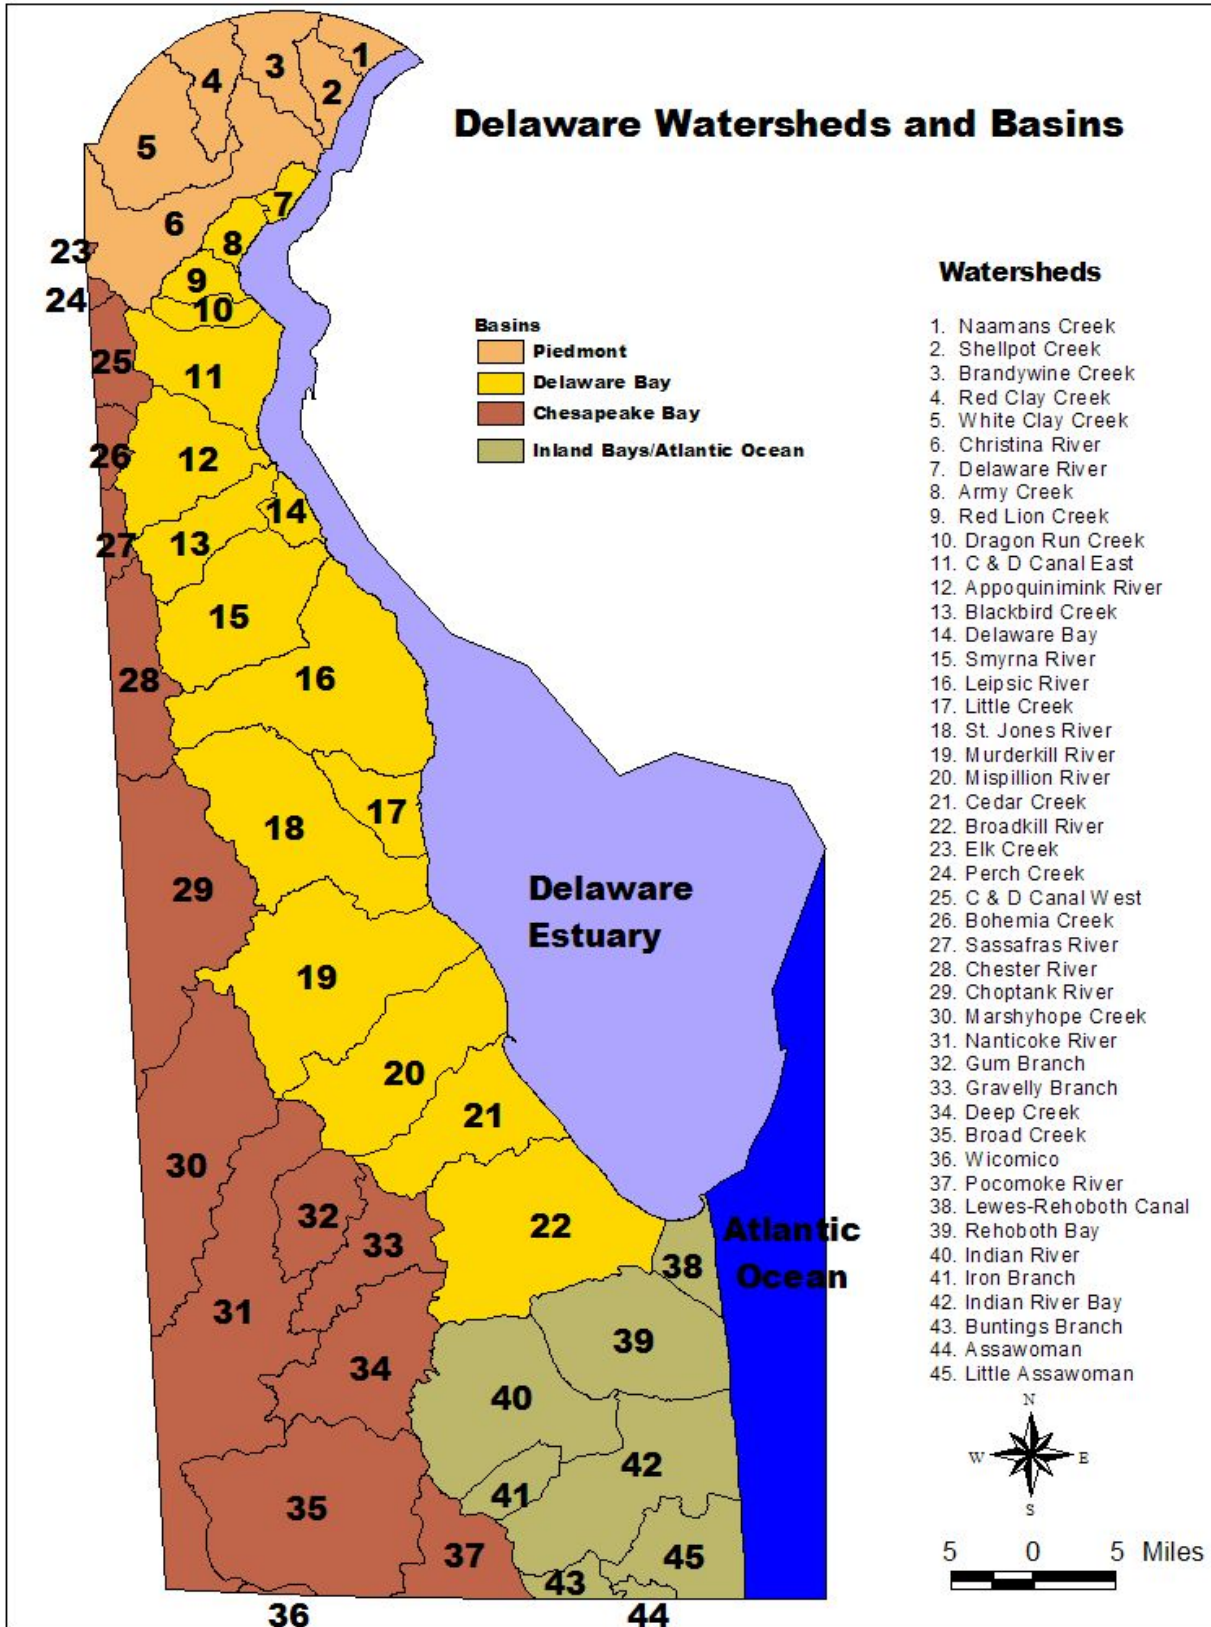 Delaware Watersheds and Basins
1
3
4
2
5
7
6
8
23
9
24
10
25
11
26
12
14
27
13
15
28
16
17
18
29
19
20
21
30
32
22
33
38
31
39
34
40
42
41
35
37
45
43
36
44
Delaware
Estuary
Atlantic
Ocean
Basins
Piedmont
Delaware Bay
Chesapeake Bay
Inland Bays/Atlantic Ocean
Watersheds
1. Naamans Creek
2. Shellpot Creek
3. Brandywine Creek
4. Red Clay Creek
5. White Clay Creek
6. Christina River
7. Delaware River
8. Army Creek
9. Red Lion Creek
10. Dragon Run Creek
11. C & D Canal East
12. Appoquinimink River
13. Blackbird Creek
14. Delaware Bay
15. Smyrna River
16. Leipsic River
17. Little Creek
18. St. Jones River
19. Murderkill River
20. Mispillion River
21. Cedar Creek
22. Broadkill River
23. Elk Creek
24. Perch Creek
25. C & D Canal West
26. Bohemia Creek
27. Sassafras River
28. Chester River
29. Choptank River
30. Marshyhope Creek
31. Nanticoke River
32. Gum Branch
33. Gravelly Branch
34. Deep Creek
35. Broad Creek
36. Wicomico
37. Pocomoke River
38. Lewes-Rehoboth Canal
39. Rehoboth Bay
40. Indian River
41. Iron Branch
42. Indian River Bay
43. Buntings Branch
44. Assawoman
45. Little Assawoman
N
W E
S
5 0 5 Miles